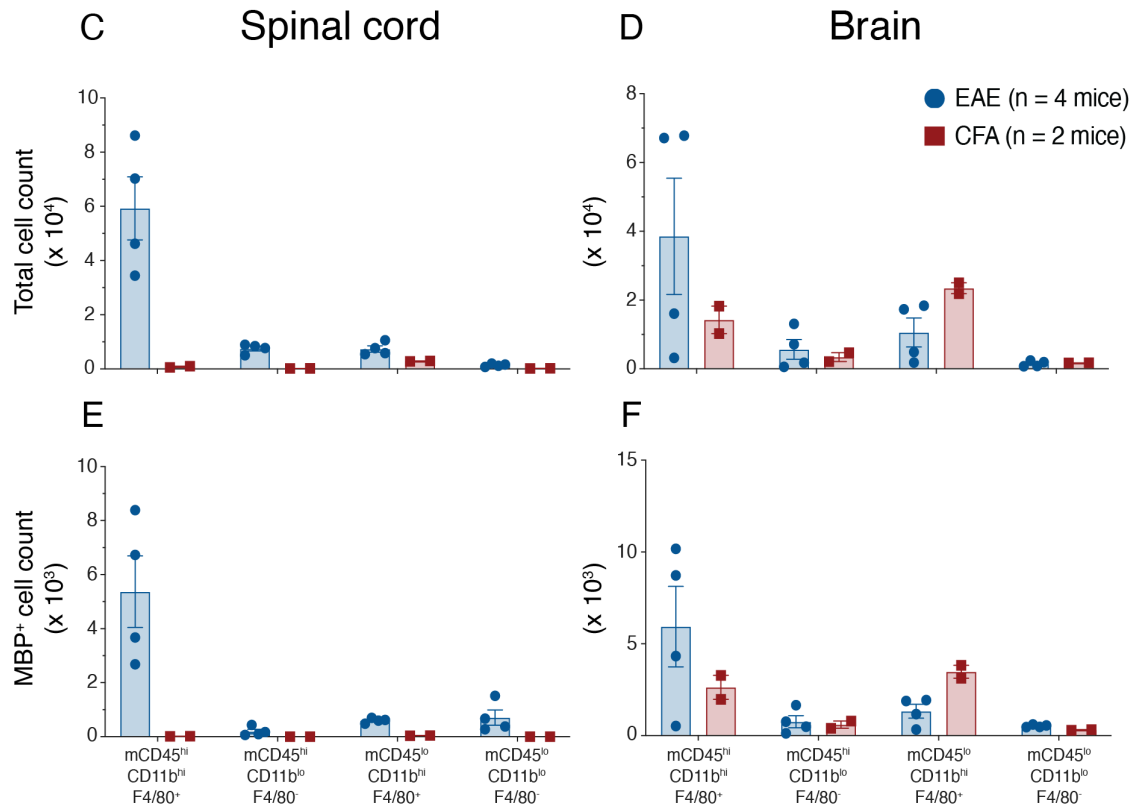 C Spinal cord
D Brain
EAE (n = 4 mice)
CFA (n = 2 mice)
Total cell count
(x 10⁴)
10
8
6
4
2
0
(x 10⁴)
8
6
4
2
0
E
F
MBP⁺ cell count
(x 10³)
10
8
6
4
2
0
(x 10³)
15
10
5
0
mCD45ʰⁱ mCD45ʰⁱ mCD45ˡᵒ mCD45ˡᵒ
CD11bʰⁱ CD11bˡᵒ CD11bʰⁱ CD11bˡᵒ
F4/80⁺ F4/80⁻ F4/80⁺ F4/80⁻
mCD45ʰⁱ mCD45ʰⁱ mCD45ˡᵒ mCD45ˡᵒ
CD11bʰⁱ CD11bˡᵒ CD11bʰⁱ CD11bˡᵒ
F4/80⁺ F4/80⁻ F4/80⁺ F4/80⁻